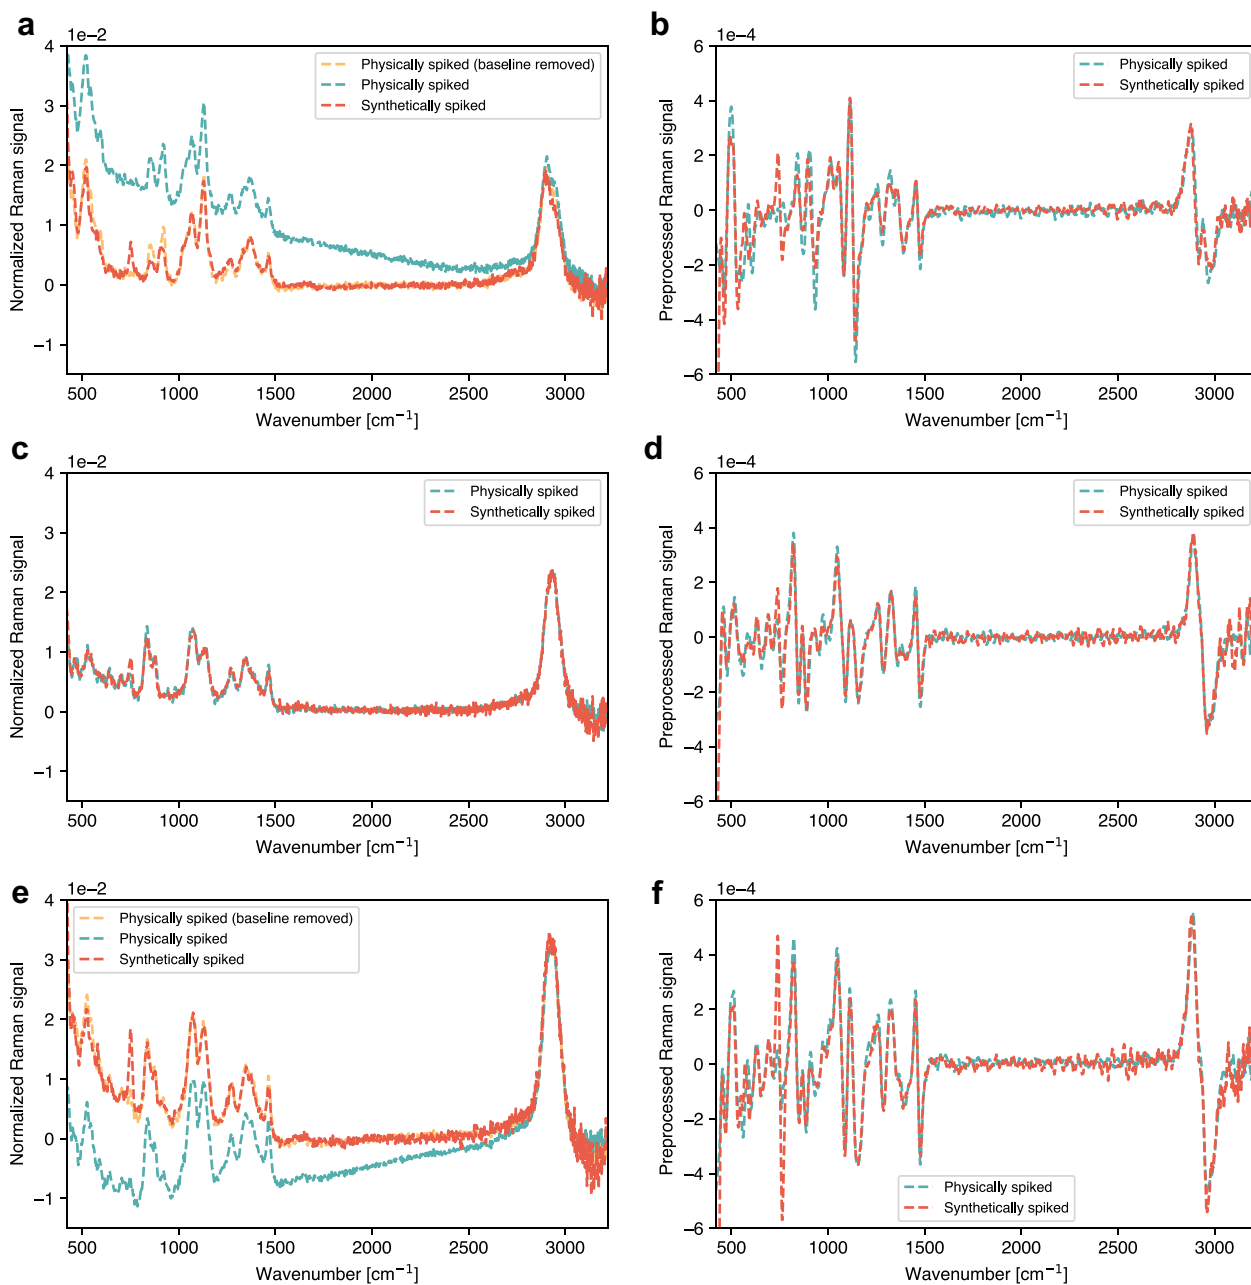 a
1e−2
Physically spiked (baseline removed)
Physically spiked
Synthetically spiked
4
3
2
1
0
−1
Normalized Raman signal
500 1000 1500 2000 2500 3000
Wavenumber [cm⁻¹]
b
1e−4
Physically spiked
Synthetically spiked
6
4
2
0
−2
−4
−6
Preprocessed Raman signal
500 1000 1500 2000 2500 3000
Wavenumber [cm⁻¹]
c
1e−2
Physically spiked
Synthetically spiked
4
3
2
1
0
−1
Normalized Raman signal
500 1000 1500 2000 2500 3000
Wavenumber [cm⁻¹]
d
1e−4
Physically spiked
Synthetically spiked
6
4
2
0
−2
−4
−6
Preprocessed Raman signal
500 1000 1500 2000 2500 3000
Wavenumber [cm⁻¹]
e
1e−2
Physically spiked (baseline removed)
Physically spiked
Synthetically spiked
4
3
2
1
0
−1
Normalized Raman signal
500 1000 1500 2000 2500 3000
Wavenumber [cm⁻¹]
f
1e−4
6
4
2
0
−2
−4
−6
Preprocessed Raman signal
Physically spiked
Synthetically spiked
500 1000 1500 2000 2500 3000
Wavenumber [cm⁻¹]